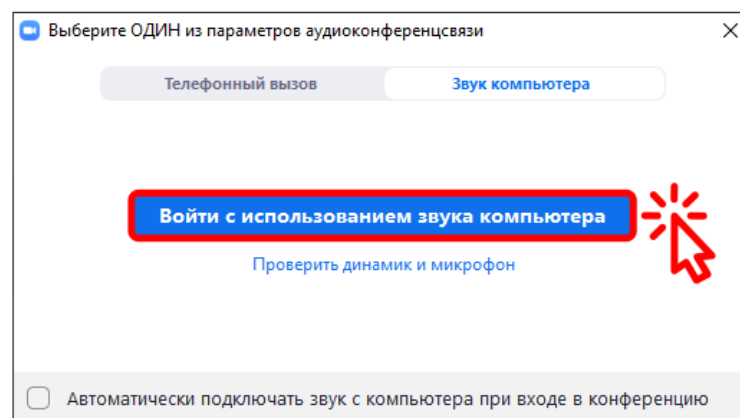 Выберите ОДИН из параметров аудиоконференцсвязи
Телефонный вызов
Звук компьютера
Войти с использованием звука компьютера
Проверить динамик и микрофон
Автоматически подключать звук с компьютера при входе в конференцию